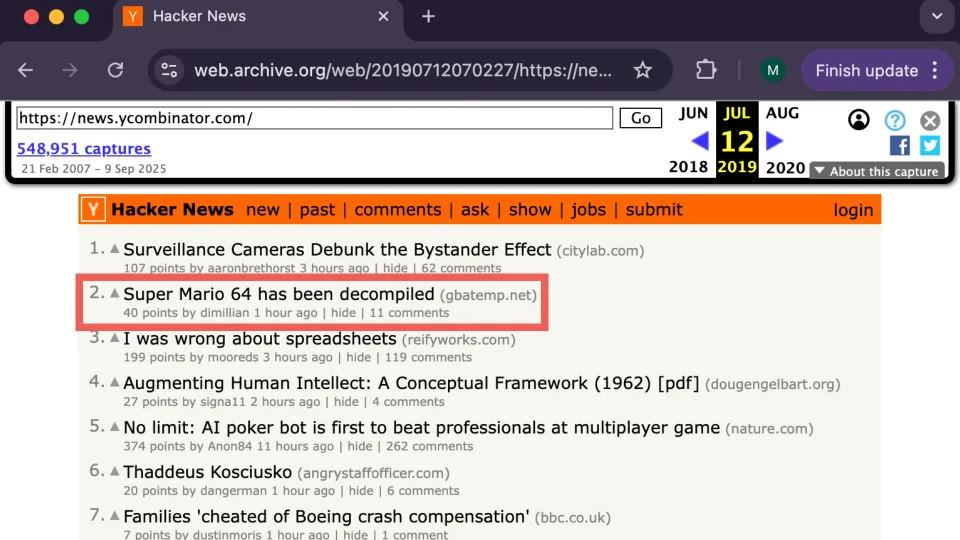 Y Hacker News
web.archive.org/web/20190712070227/https://ne... M Finish update
https://news.ycombinator.com/ Go JUN JUL AUG
548,951 captures 12
21 Feb 2007 – 9 Sep 2025 2018 2019 2020 About this capture
Y Hacker News new | past | comments | ask | show | jobs | submit login
1. Surveillance Cameras Debunk the Bystander Effect (citylab.com)
107 points by aaronbrethorst 3 hours ago | hide | 62 comments
2. Super Mario 64 has been decompiled (gbatemp.net)
40 points by dimillian 1 hour ago | hide | 11 comments
3. I was wrong about spreadsheets (reifyworks.com)
199 points by mooreds 3 hours ago | hide | 119 comments
4. Augmenting Human Intellect: A Conceptual Framework (1962) [pdf] (dougengelbart.org)
27 points by signa11 2 hours ago | hide | 4 comments
5. No limit: AI poker bot is first to beat professionals at multiplayer game (nature.com)
374 points by Anon84 11 hours ago | hide | 262 comments
6. Thaddeus Kosciusko (angrystaffofficer.com)
20 points by dangerman 1 hour ago | hide | 6 comments
7. Families 'cheated of Boeing crash compensation' (bbc.co.uk)
7 points by dustinmoris 1 hour ago | hide | 1 comment